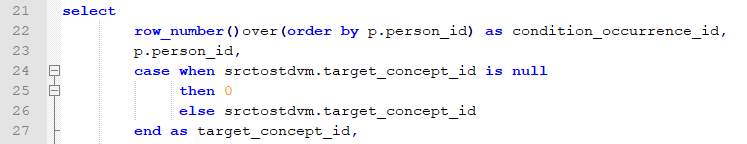 21 select
22 row_number()over(order by p.person_id) as condition_occurrence_id,
23 p.person_id,
24 case when srctostdvm.target_concept_id is null
25 then 0
26 else srctostdvm.target_concept_id
27 end as target_concept_id,